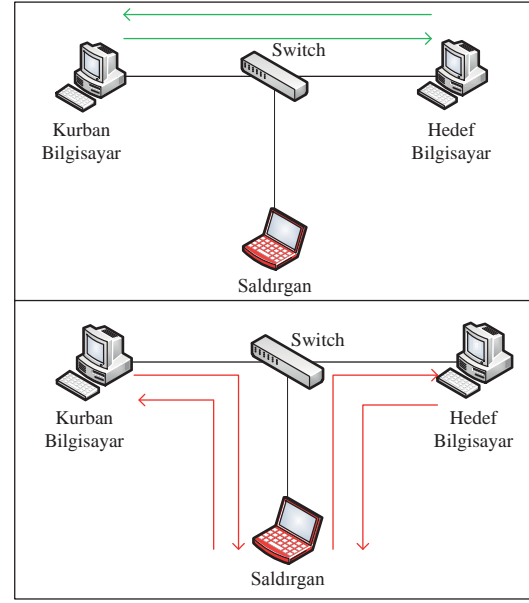 Switch
Kurban
Bilgisayar
Hedef
Bilgisayar
Saldırgan
Switch
Kurban
Bilgisayar
Hedef
Bilgisayar
Saldırgan